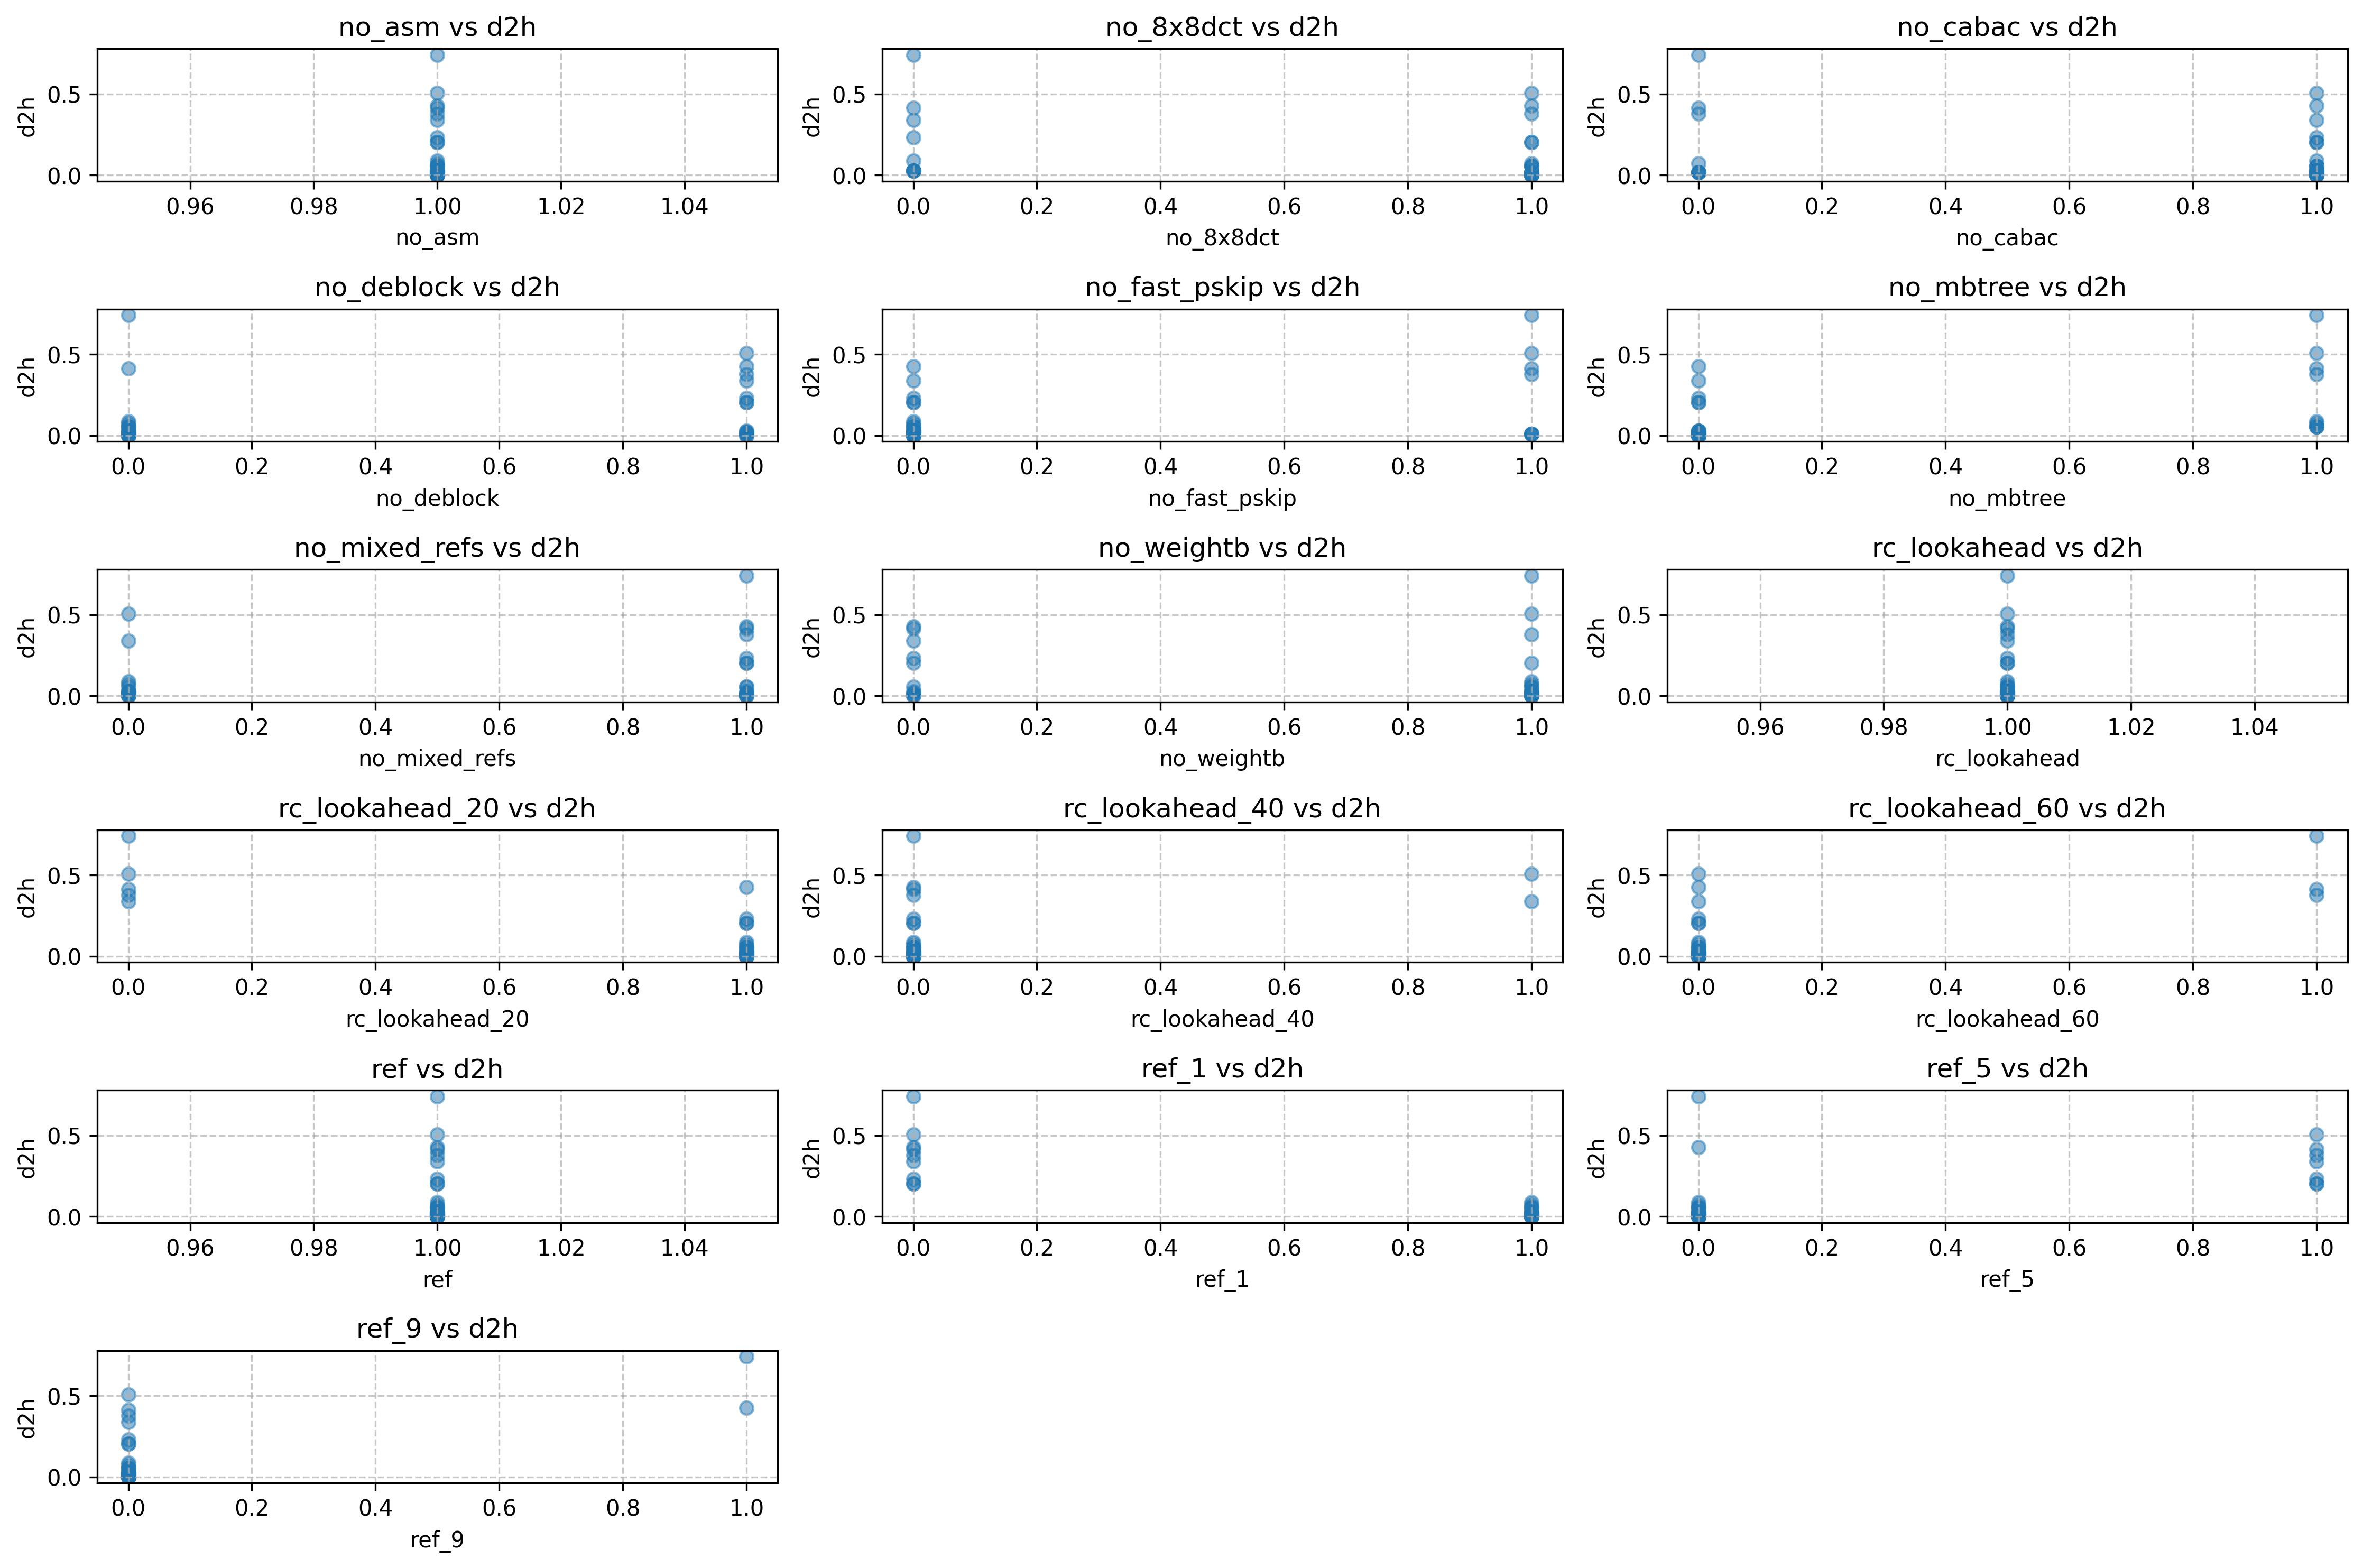 no_asm vs d2h
no_8x8dct vs d2h
no_cabac vs d2h
d2h
0.5
0.0
0.96 0.98 1.00 1.02 1.04
no_asm
d2h
0.5
0.0
0.0 0.2 0.4 0.6 0.8 1.0
no_8x8dct
d2h
0.5
0.0
0.0 0.2 0.4 0.6 0.8 1.0
no_cabac
no_deblock vs d2h
no_fast_pskip vs d2h
no_mbtree vs d2h
d2h
0.5
0.0
0.0 0.2 0.4 0.6 0.8 1.0
no_deblock
d2h
0.5
0.0
0.0 0.2 0.4 0.6 0.8 1.0
no_fast_pskip
d2h
0.5
0.0
0.0 0.2 0.4 0.6 0.8 1.0
no_mbtree
no_mixed_refs vs d2h
no_weightb vs d2h
rc_lookahead vs d2h
d2h
0.5
0.0
0.0 0.2 0.4 0.6 0.8 1.0
no_mixed_refs
d2h
0.5
0.0
0.0 0.2 0.4 0.6 0.8 1.0
no_weightb
d2h
0.5
0.0
0.96 0.98 1.00 1.02 1.04
rc_lookahead
rc_lookahead_20 vs d2h
rc_lookahead_40 vs d2h
rc_lookahead_60 vs d2h
d2h
0.5
0.0
0.0 0.2 0.4 0.6 0.8 1.0
rc_lookahead_20
d2h
0.5
0.0
0.0 0.2 0.4 0.6 0.8 1.0
rc_lookahead_40
d2h
0.5
0.0
0.0 0.2 0.4 0.6 0.8 1.0
rc_lookahead_60
ref vs d2h
ref_1 vs d2h
ref_5 vs d2h
d2h
0.5
0.0
0.96 0.98 1.00 1.02 1.04
ref
d2h
0.5
0.0
0.0 0.2 0.4 0.6 0.8 1.0
ref_1
d2h
0.5
0.0
0.0 0.2 0.4 0.6 0.8 1.0
ref_5
ref_9 vs d2h
d2h
0.5
0.0
0.0 0.2 0.4 0.6 0.8 1.0
ref_9